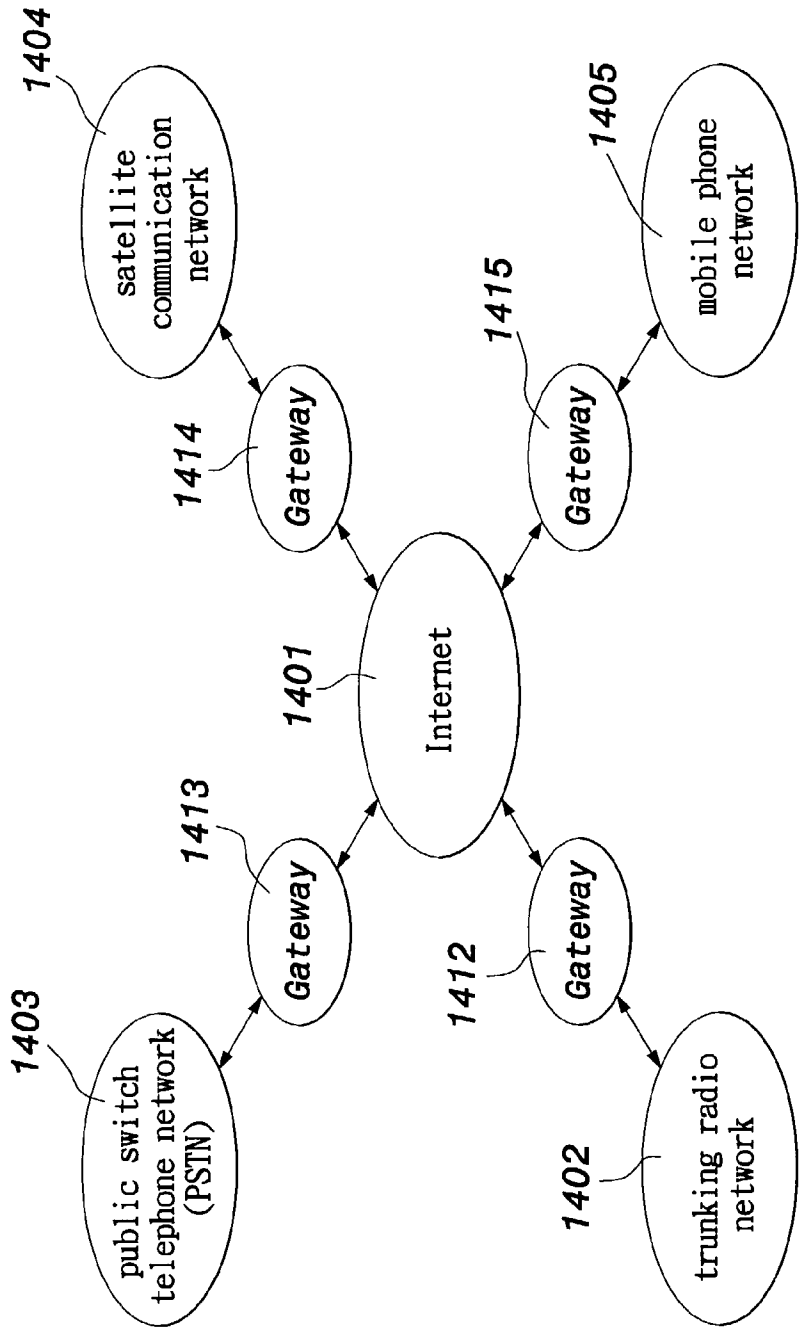 1403
public switch
telephone network
(PSTN)
1413
Gateway
1404
satellite
communication
network
1414
Gateway
1401
Internet
1412
Gateway
1402
trunking radio
network
1415
Gateway
1405
mobile phone
network